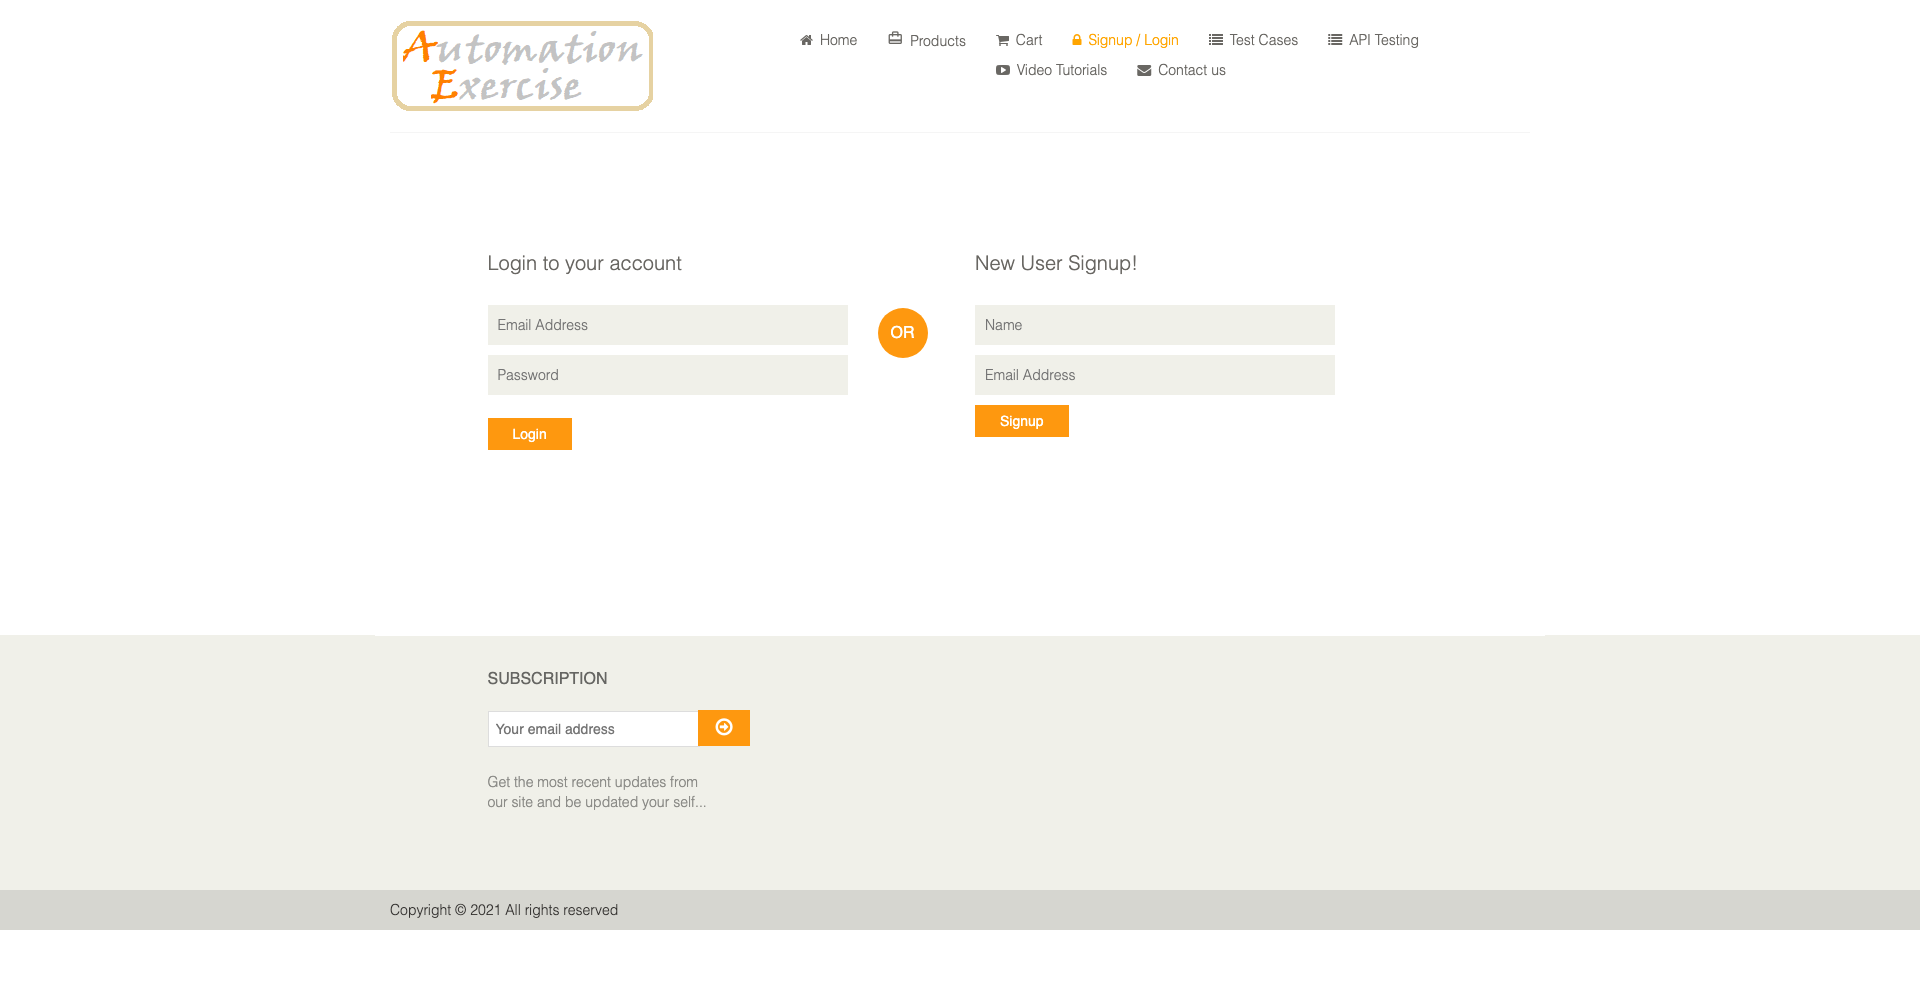 Automation
Exercise
Home
Products
Cart
Signup / Login
Test Cases
API Testing
Video Tutorials
Contact us
Login to your account
Email Address
Password
Login
OR
New User Signup!
Name
Email Address
Signup
SUBSCRIPTION
Your email address
Get the most recent updates from
our site and be updated your self...
Copyright © 2021 All rights reserved